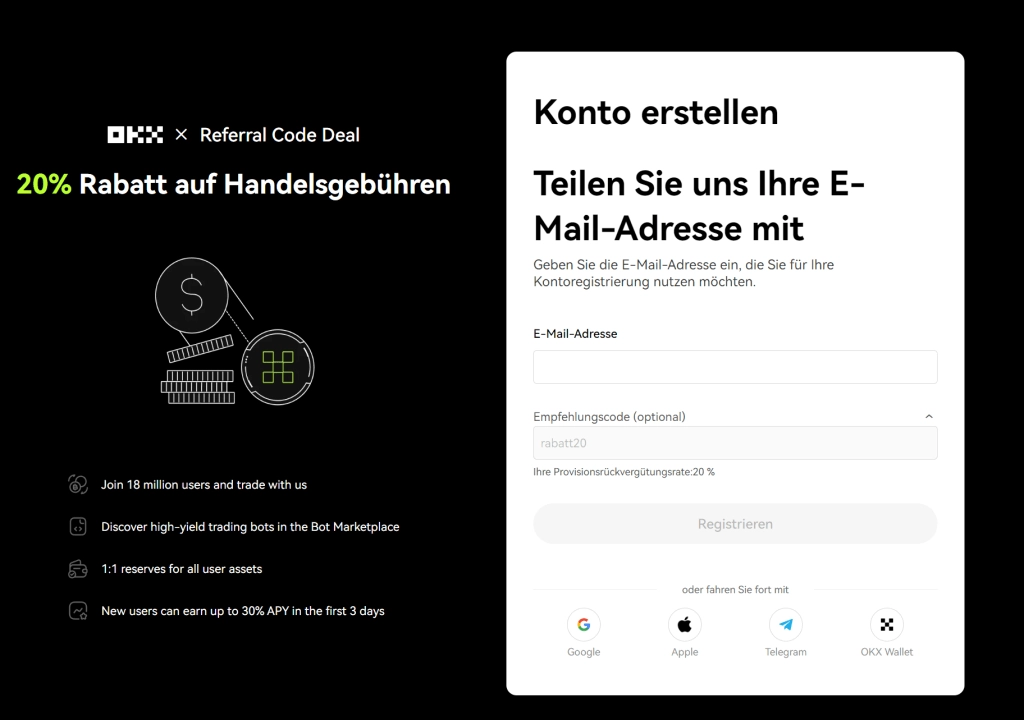 OKX × Referral Code Deal
20% Rabatt auf Handelsgebühren
$
Join 18 million users and trade with us
Discover high-yield trading bots in the Bot Marketplace
1:1 reserves for all user assets
New users can earn up to 30% APY in the first 3 days
Konto erstellen
Teilen Sie uns Ihre E-
Mail-Adresse mit
Geben Sie die E-Mail-Adresse ein, die Sie für Ihre
Kontoregistrierung nutzen möchten.
E-Mail-Adresse
Empfehlungscode (optional)
rabatt20
Ihre Provisionsrückvergütungsrate:20 %
Registrieren
oder fahren Sie fort mit
Google
Apple
Telegram
OKX Wallet